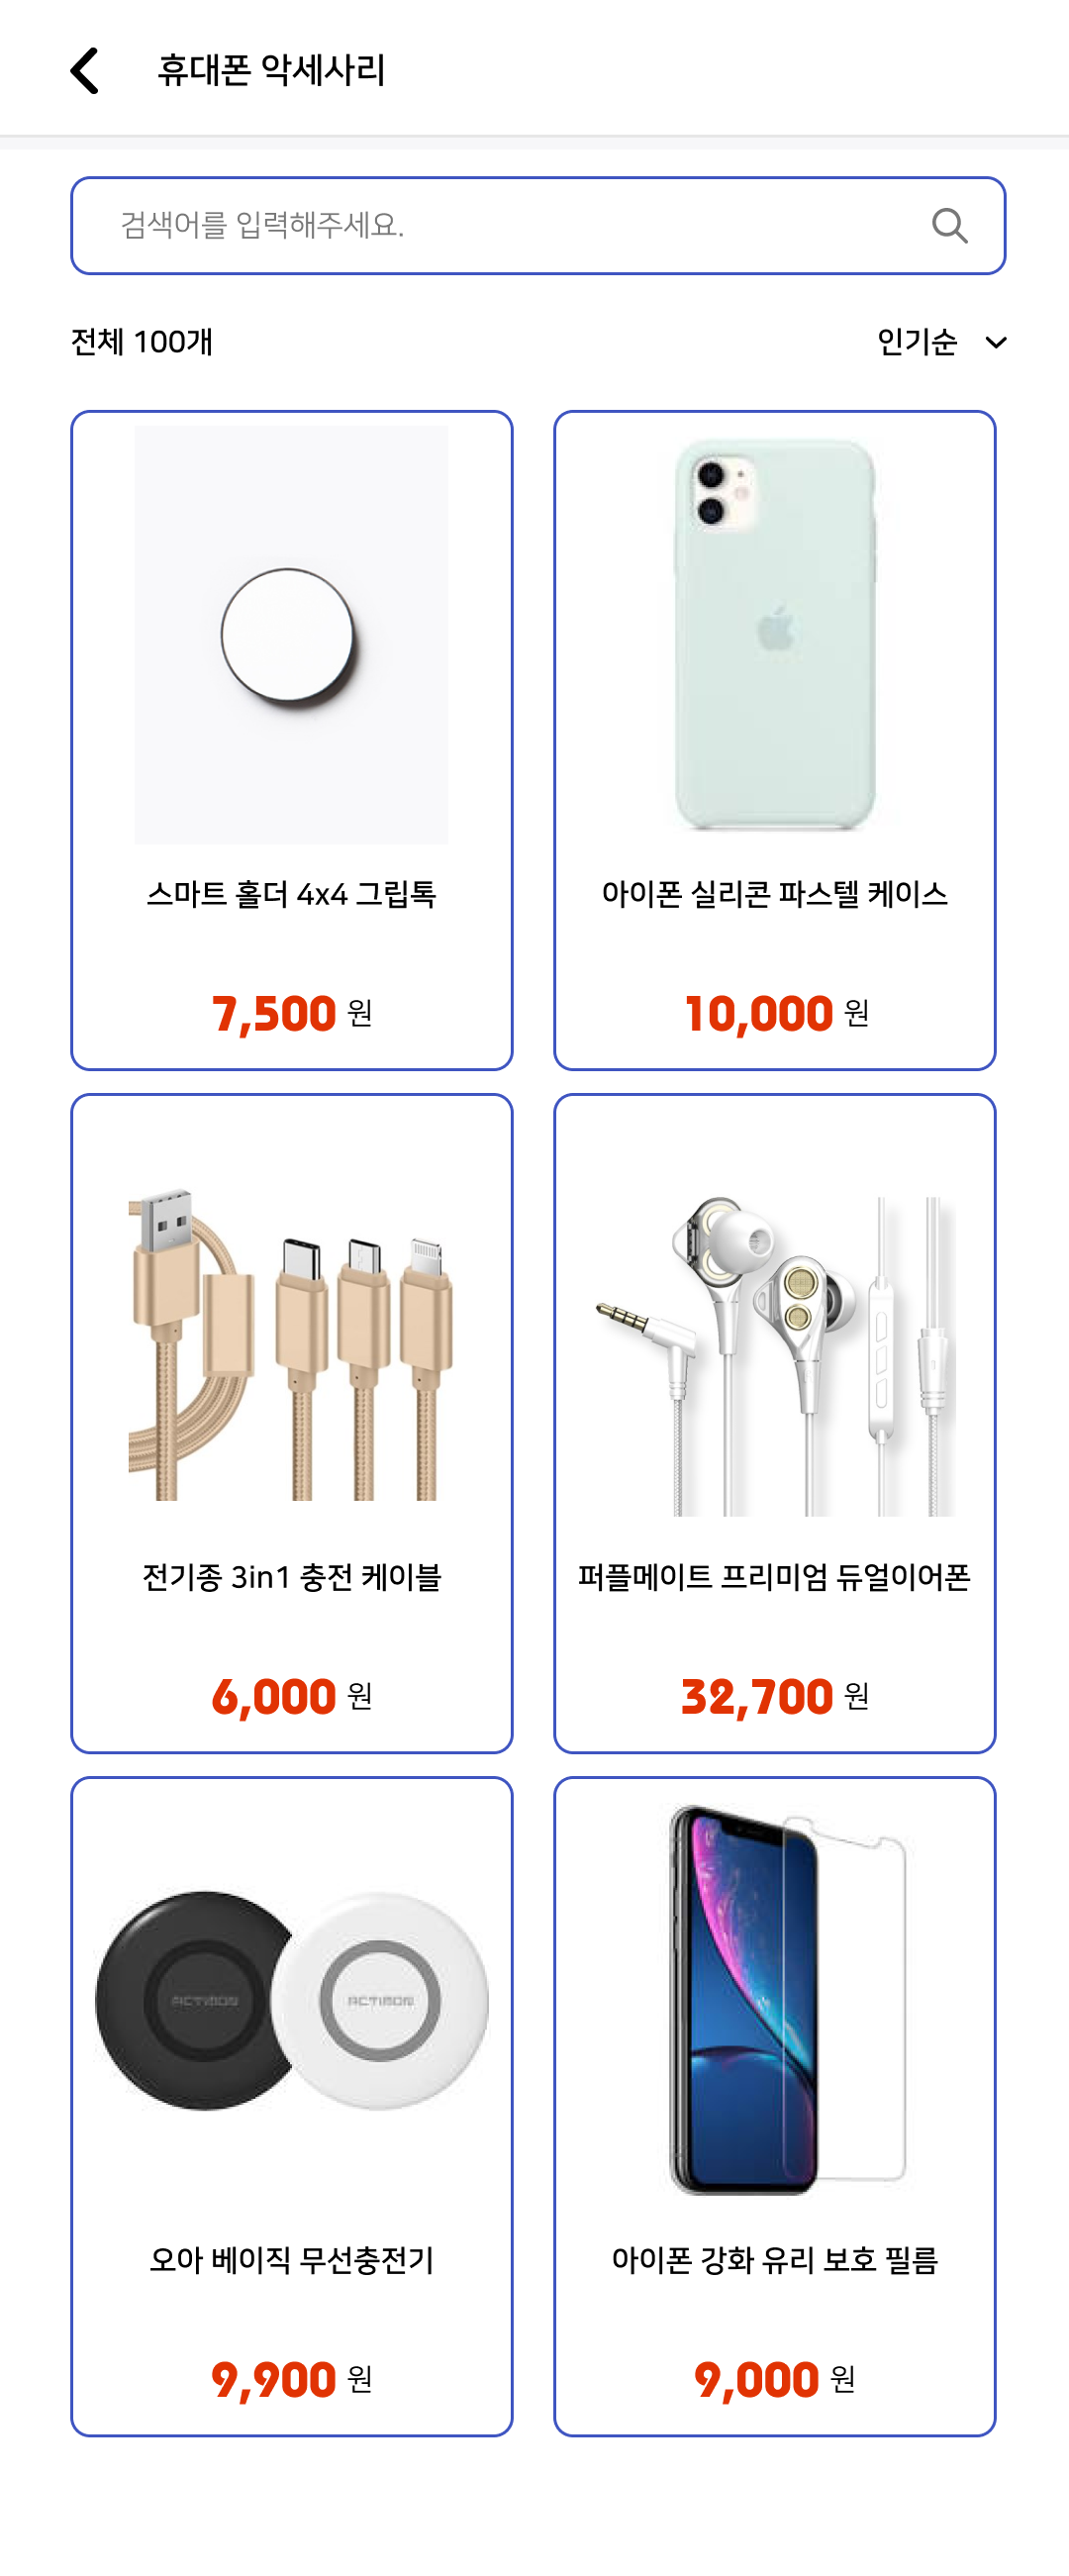 휴대폰 악세사리
검색어를 입력해주세요.
전체 100개
인기순
스마트 홀더 4x4 그립톡
7,500 원
아이폰 실리콘 파스텔 케이스
10,000 원
전기종 3in1 충전 케이블
6,000 원
퍼플메이트 프리미엄 듀얼이어폰
32,700 원
ACTIMON
ACTIMON
오아 베이직 무선충전기
9,900 원
아이폰 강화 유리 보호 필름
9,000 원